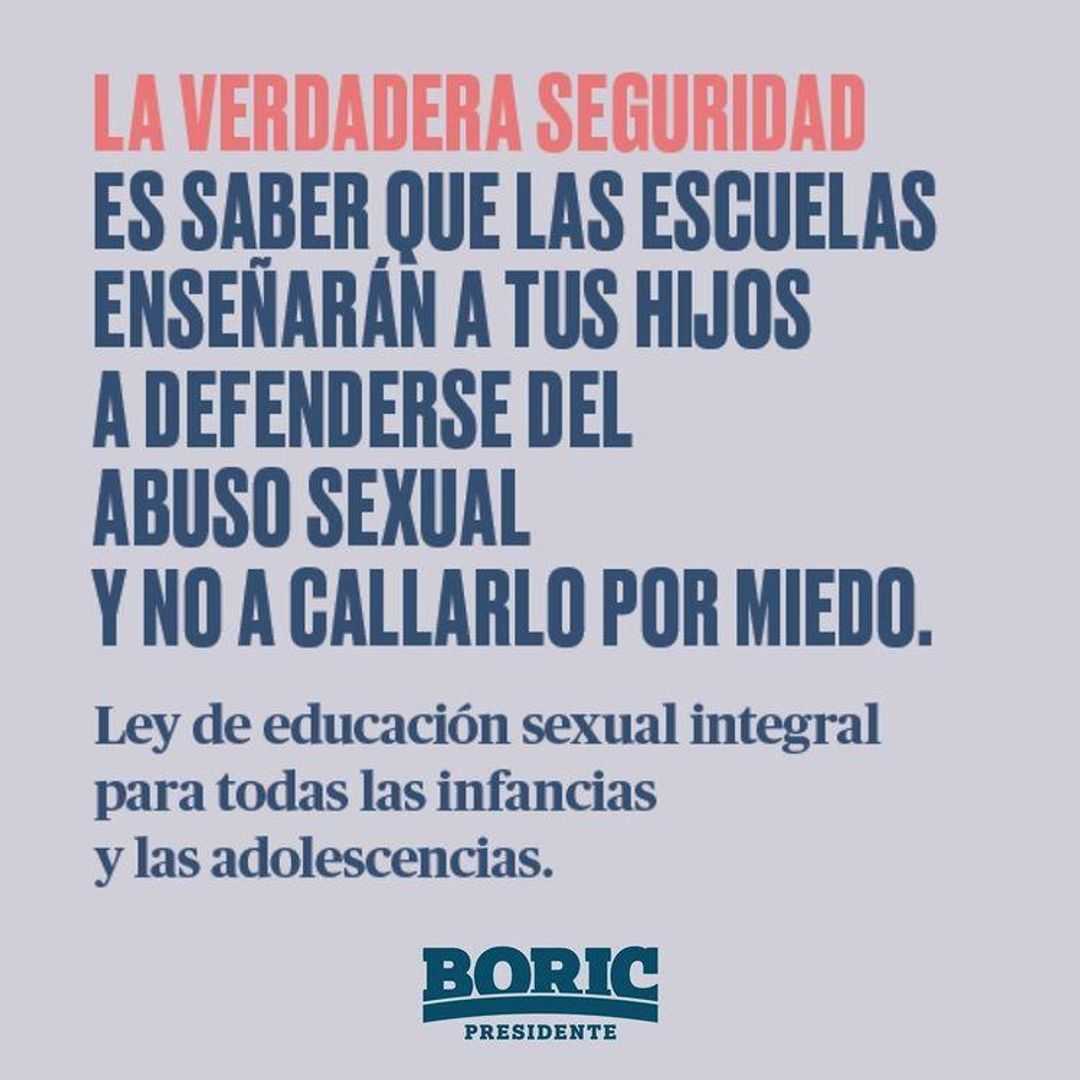 LA VERDADERA SEGURIDAD
ES SABER QUE LAS ESCUELAS
ENSEÑARÁN A TUS HIJOS
A DEFENDERSE DEL
ABUSO SEXUAL
Y NO A CALLARLO POR MIEDO.
Ley de educación sexual integral
para todas las infancias
y las adolescencias.
BORIC
PRESIDENTE